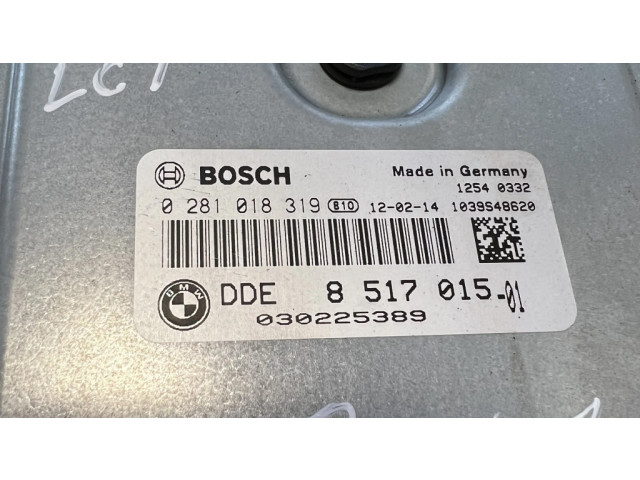 LCI
BOSCH Made in Germany
1254 0332
0 281 018 319 B10 12-02-14 1039S48620
BMW DDE 8 517 015-01
030225389